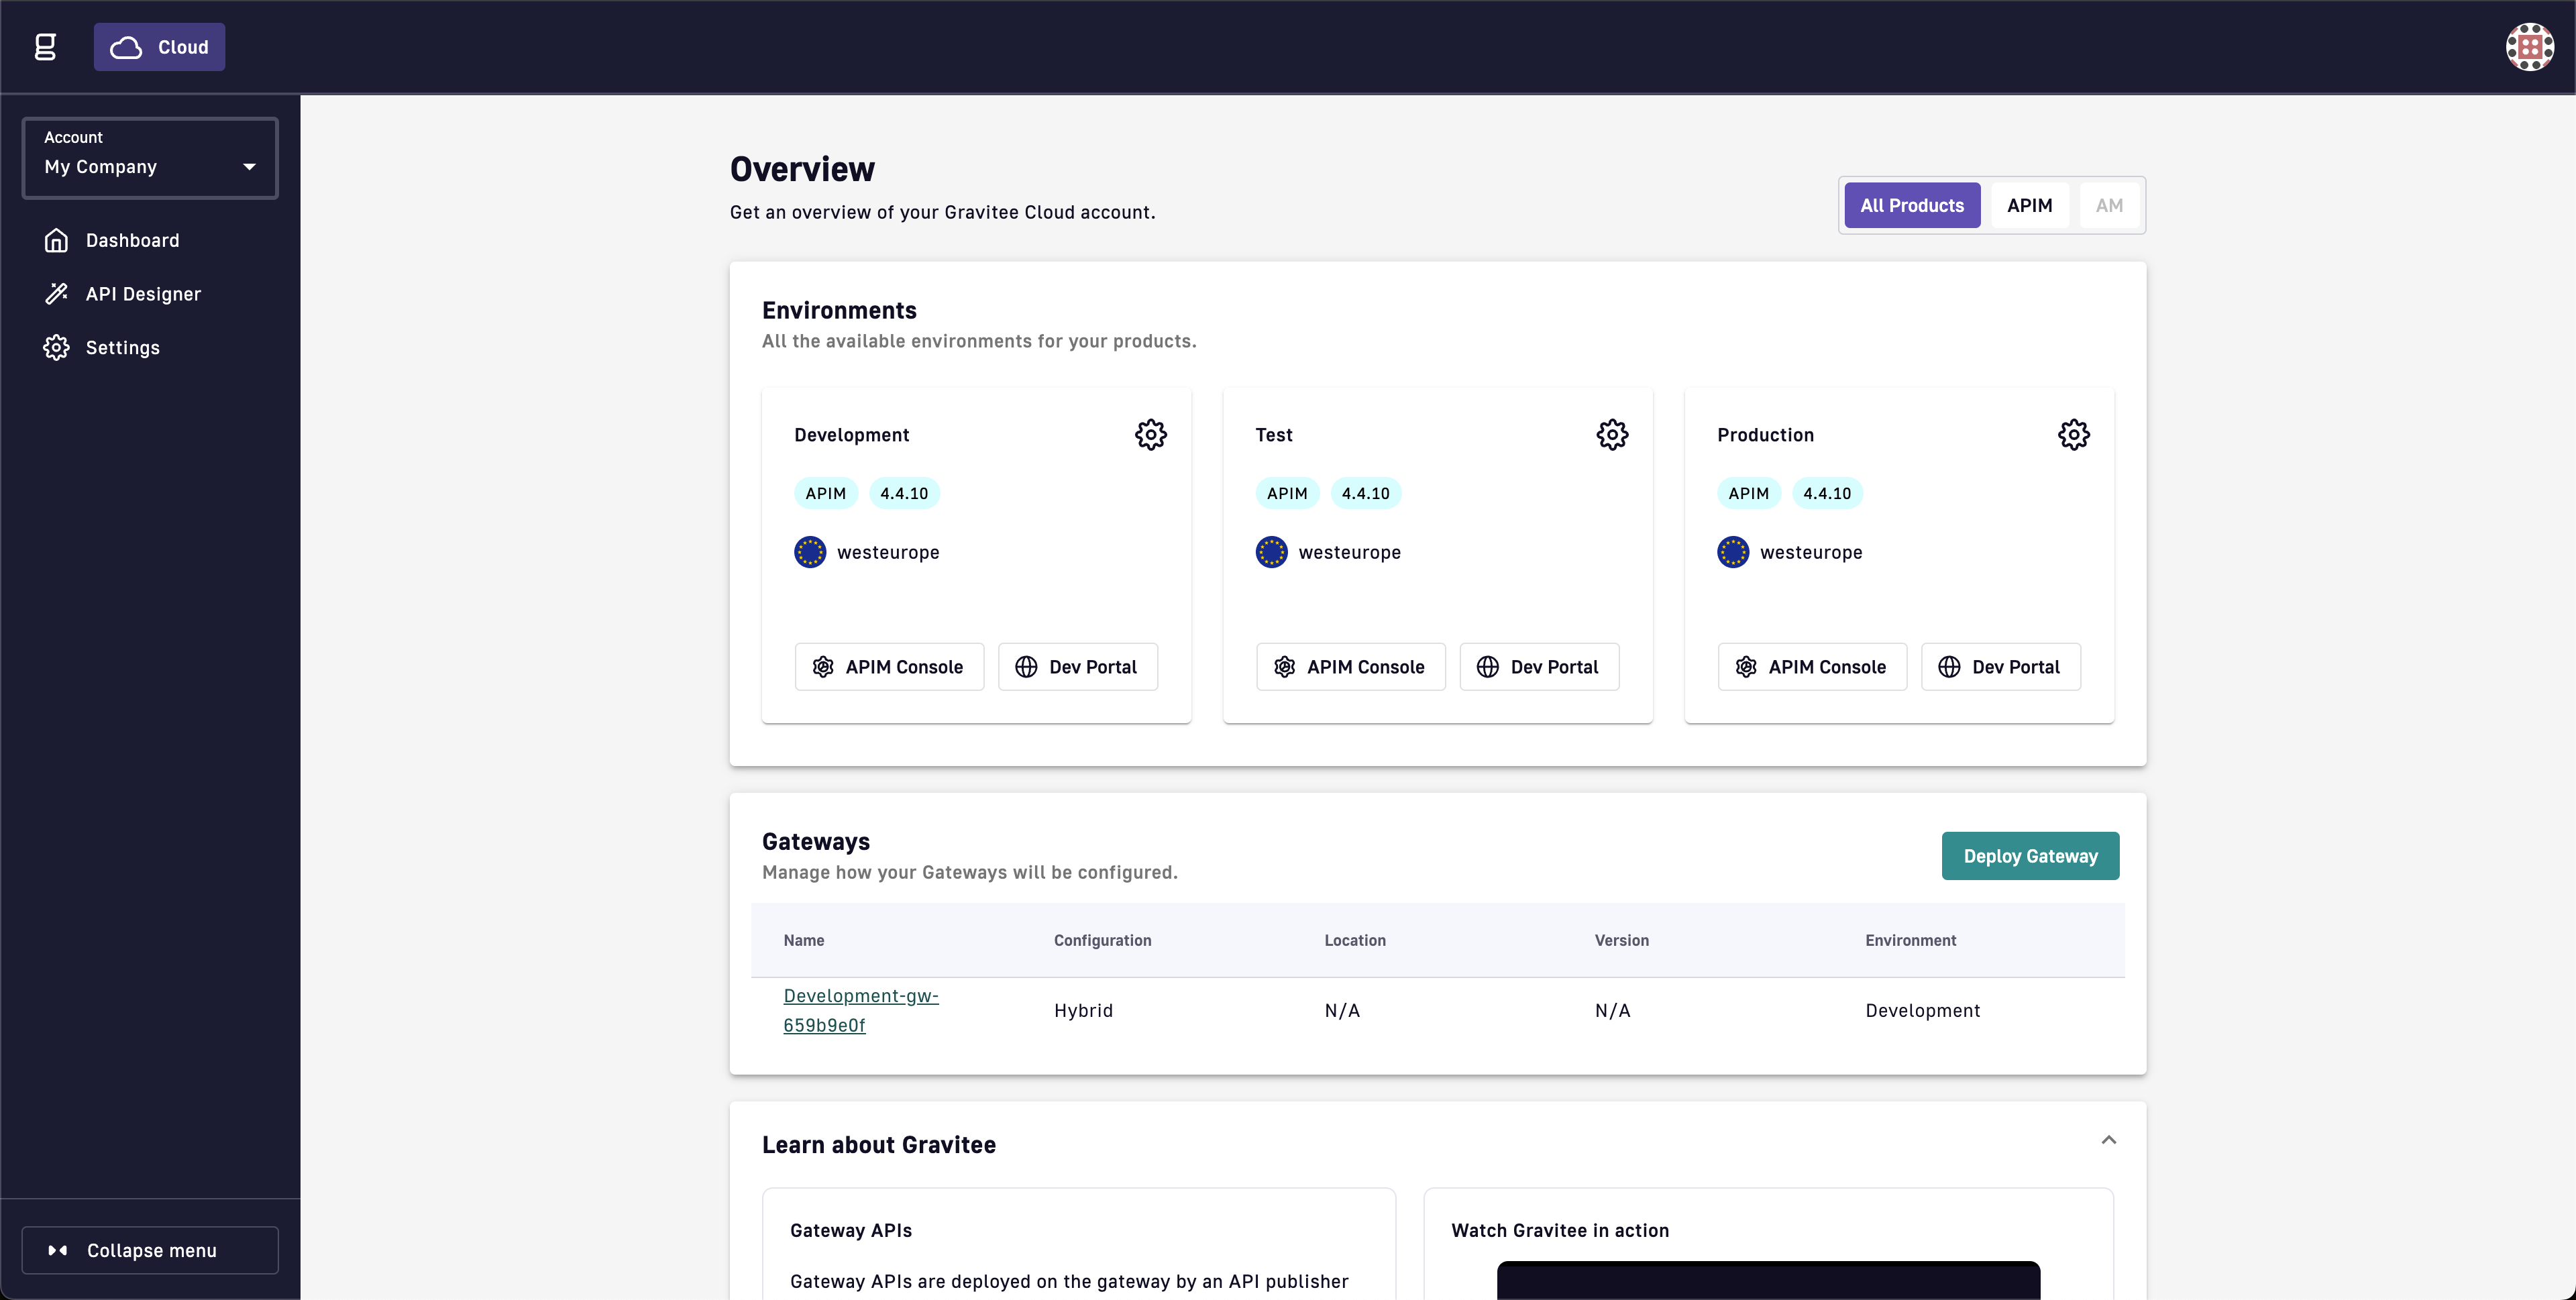 g
Cloud
Account
My Company
Dashboard
API Designer
Settings
Collapse menu
Overview
Get an overview of your Gravitee Cloud account.
All Products APIM AM
Environments
All the available environments for your products.
Development
APIM 4.4.10
westeurope
APIM Console Dev Portal
Test
APIM 4.4.10
westeurope
APIM Console Dev Portal
Production
APIM 4.4.10
westeurope
APIM Console Dev Portal
Gateways
Manage how your Gateways will be configured.
Deploy Gateway
Name Configuration Location Version Environment
Development-gw-
659b9e0f
Hybrid N/A N/A Development
Learn about Gravitee
Gateway APIs
Gateway APIs are deployed on the gateway by an API publisher
Watch Gravitee in action